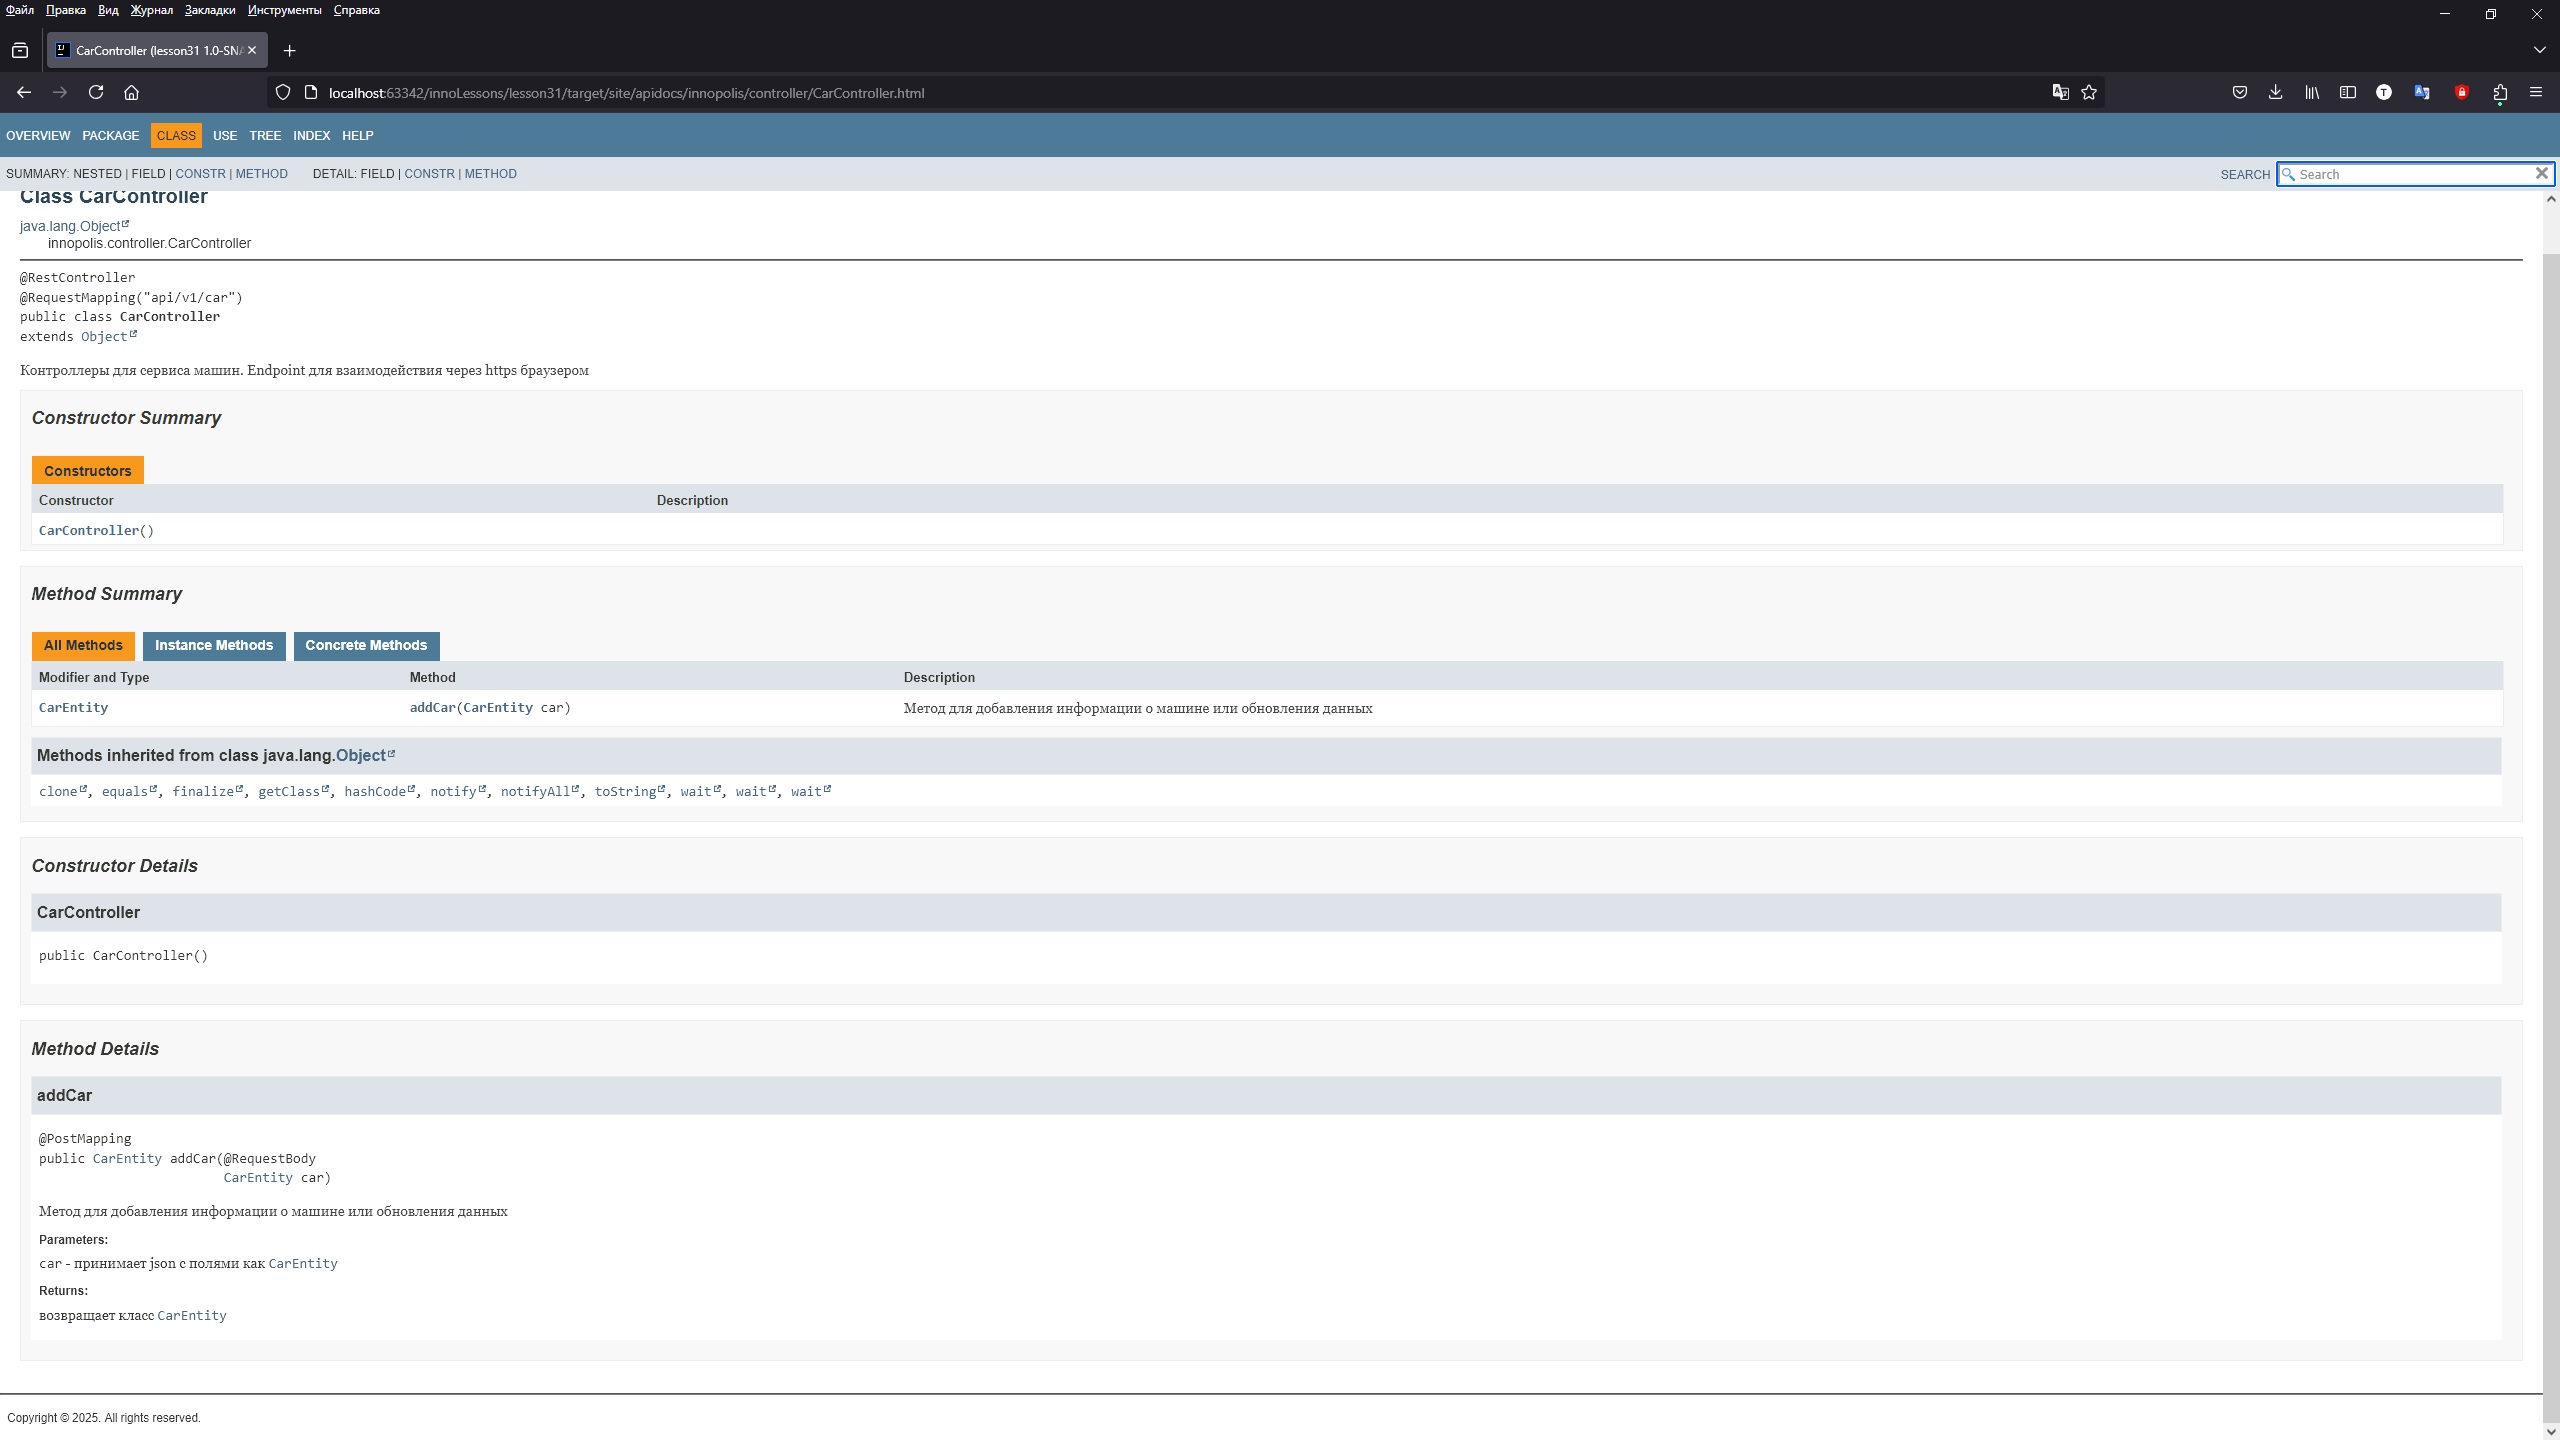 Файл Правка Вид Журнал Закладки Инструменты Справка
CarController (lesson31 1.0-SNA
localhost:63342/innoLessons/lesson31/target/site/apidocs/innopolis/controller/CarController.html
OVERVIEW PACKAGE CLASS USE TREE INDEX HELP
SUMMARY: NESTED | FIELD | CONSTR | METHOD DETAIL: FIELD | CONSTR | METHOD SEARCH Search
Class CarController
java.lang.Object
innopolis.controller.CarController
@RestController
@RequestMapping("api/v1/car")
public class CarController
extends Object
Контроллеры для сервиса машин. Endpoint для взаимодействия через https браузером
Constructor Summary
Constructors
Constructor Description
CarController()
Method Summary
All Methods Instance Methods Concrete Methods
Modifier and Type Method Description
CarEntity addCar(CarEntity car) Метод для добавления информации о машине или обновления данных
Methods inherited from class java.lang.Object
clone, equals, finalize, getClass, hashCode, notify, notifyAll, toString, wait, wait, wait
Constructor Details
CarController
public CarController()
Method Details
addCar
@PostMapping
public CarEntity addCar(@RequestBody
CarEntity car)
Метод для добавления информации о машине или обновления данных
Parameters:
car - принимает json с полями как CarEntity
Returns:
возвращает класс CarEntity
Copyright © 2025. All rights reserved.